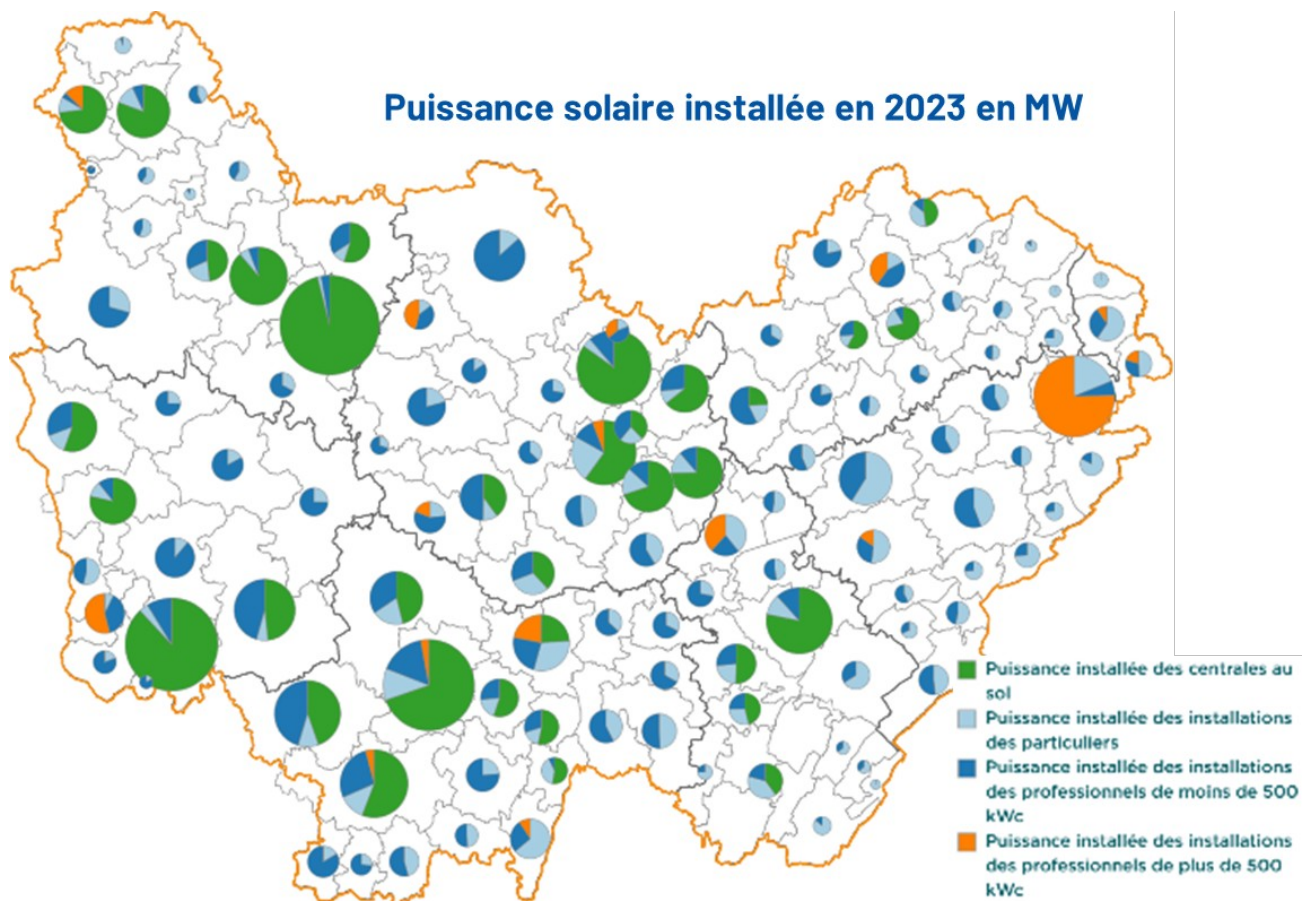 Puissance solaire installée en 2023 en MW
Puissance installée des centrales au
sol
Puissance installée des installations
des particuliers
Puissance installée des installations
des professionnels de moins de 500
kWc
Puissance installée des installations
des professionnels de plus de 500
kWc